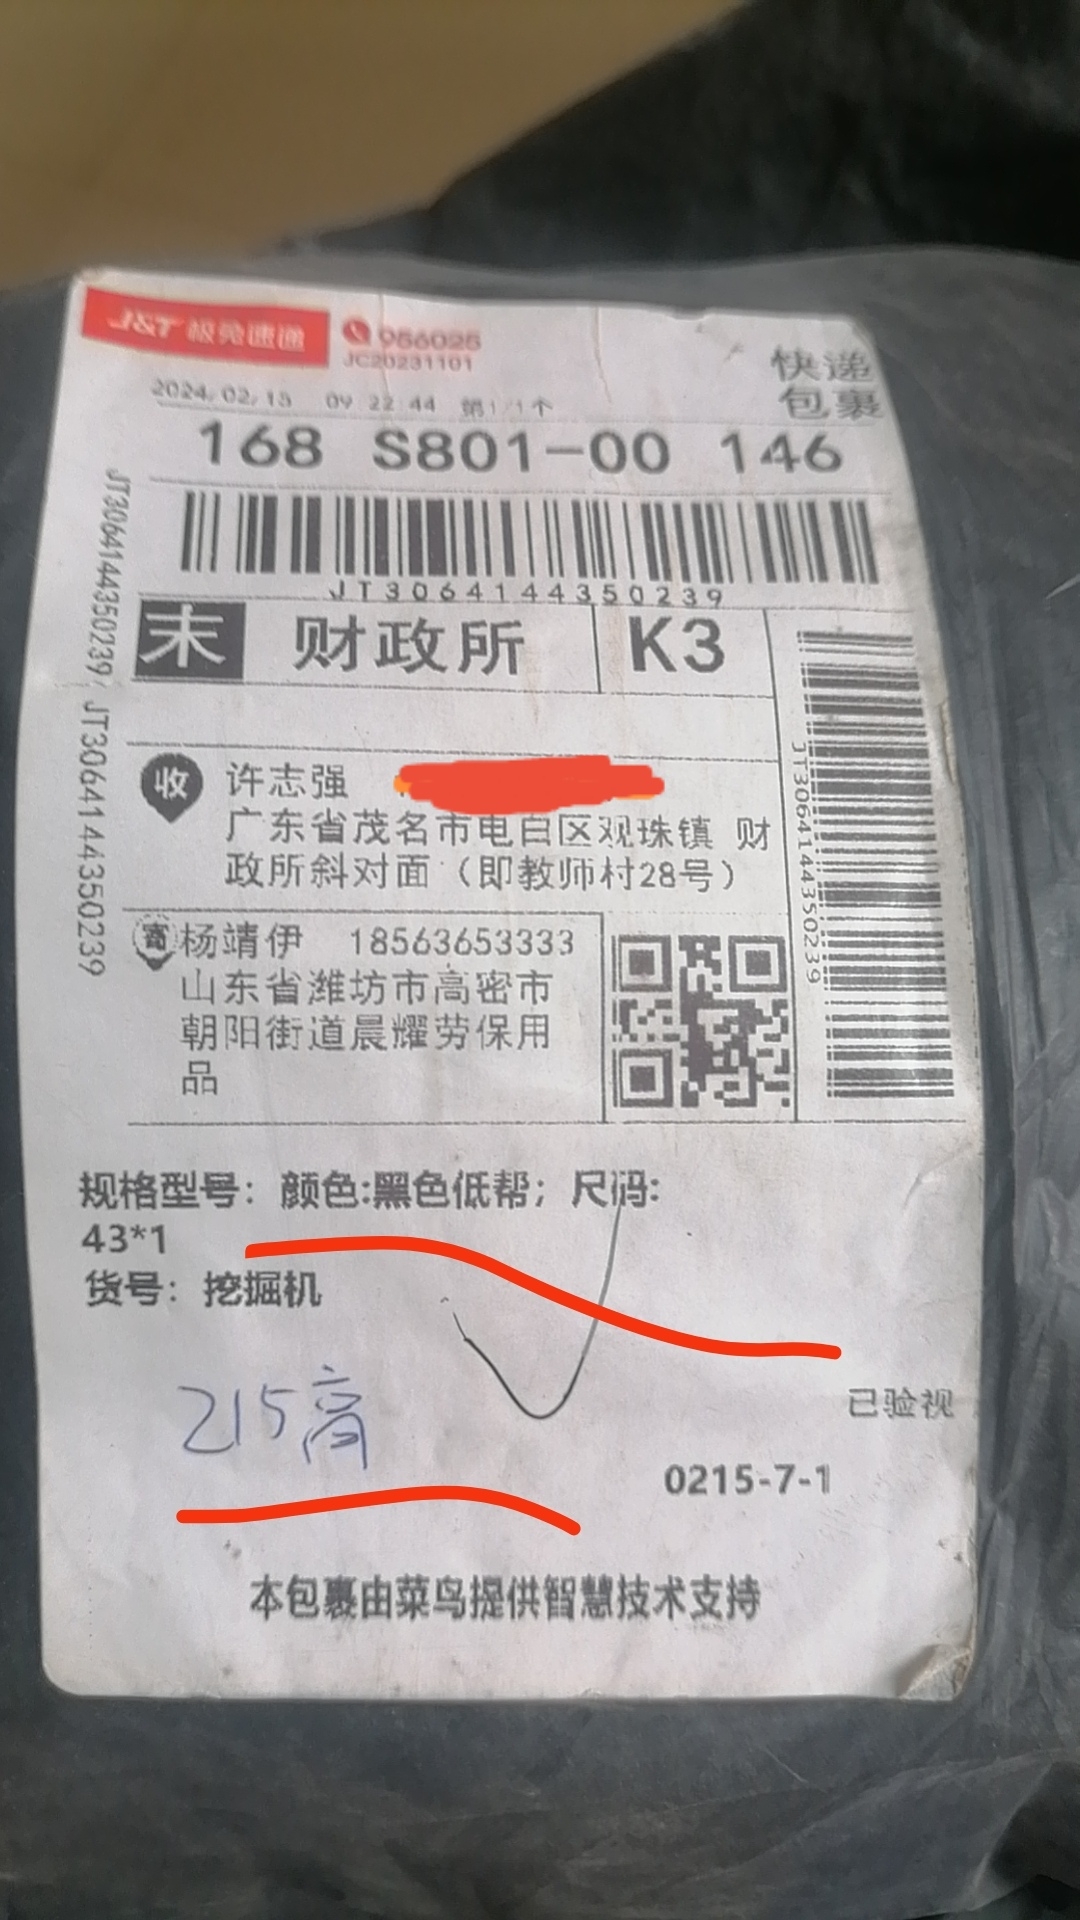 J&T 极兔速递
956025
JC20231101
快递
包裹
2024.02.15 09 22 44 第1/1个
168 S801-00 146
JT3064144350239
JT3064144350239
JT3064144350239
末 财政所 K3
JT3064144350239
收 许志强
广东省茂名市电白区观珠镇 财
政所斜对面（即教师村28号）
寄 杨靖伊 18563653333
山东省潍坊市高密市
朝阳街道晨耀劳保用
品
规格型号：颜色:黑色低帮；尺码:
43*1
货号：挖掘机
215高
已验视
0215-7-1
本包裹由菜鸟提供智慧技术支持